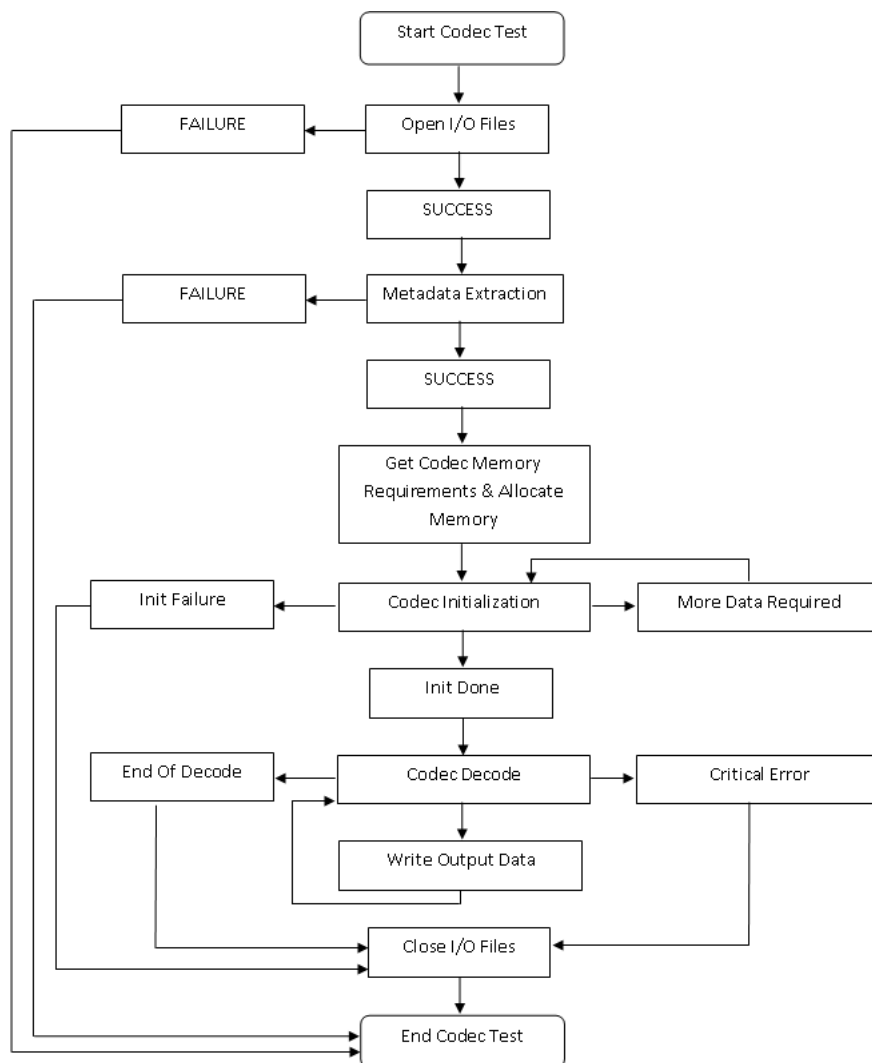 Start Codec Test
FAILURE
Open I/O Files
SUCCESS
FAILURE
Metadata Extraction
SUCCESS
Get Codec Memory
Requirements & Allocate
Memory
Init Failure
Codec Initialization
More Data Required
Init Done
End Of Decode
Codec Decode
Critical Error
Write Output Data
Close I/O Files
End Codec Test